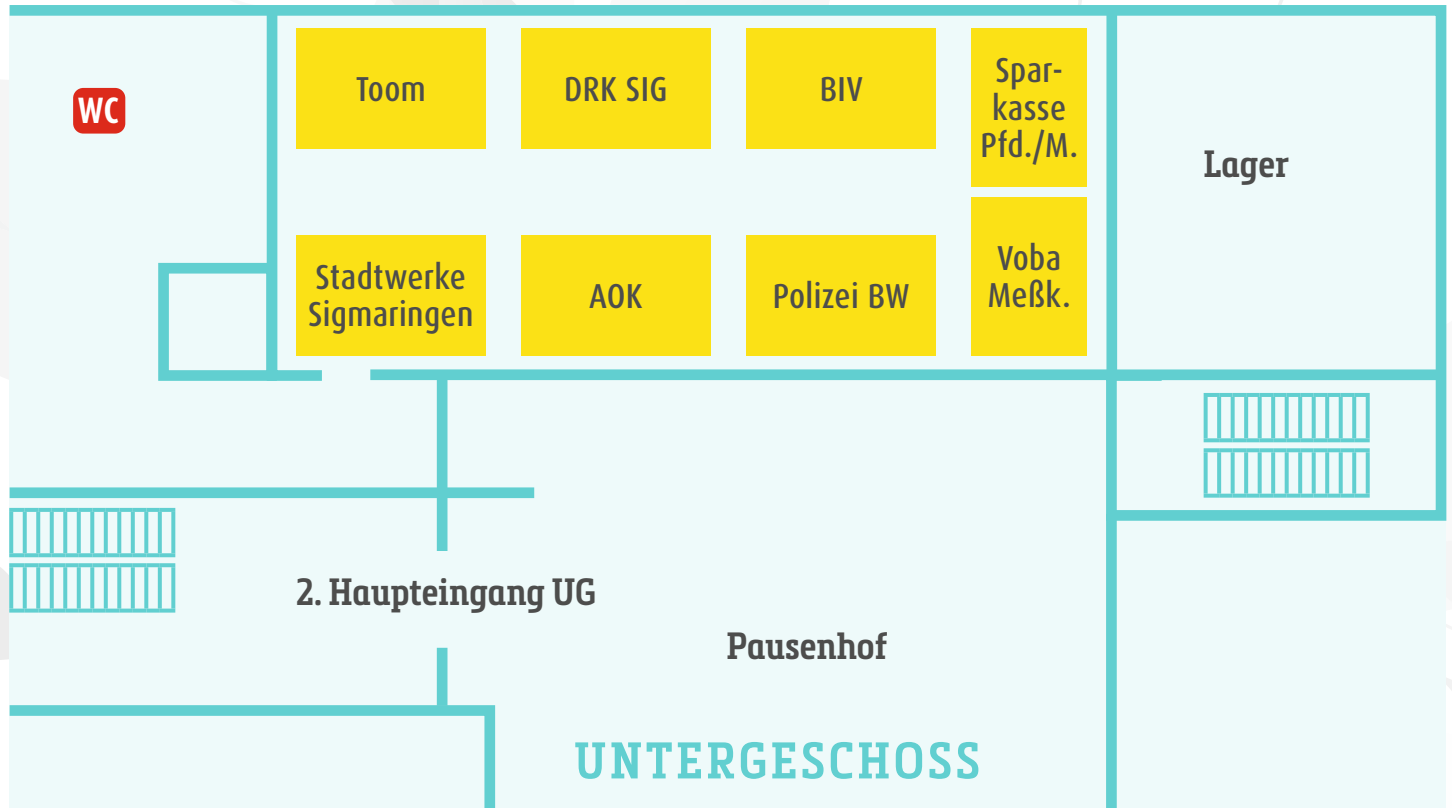 WC
Toom
DRK SIG
BIV
Spar-
kasse
Pfd./M.
Lager
Stadtwerke
Sigmaringen
AOK
Polizei BW
Voba
Meßk.
2. Haupteingang UG
Pausenhof
UNTERGESCHOSS